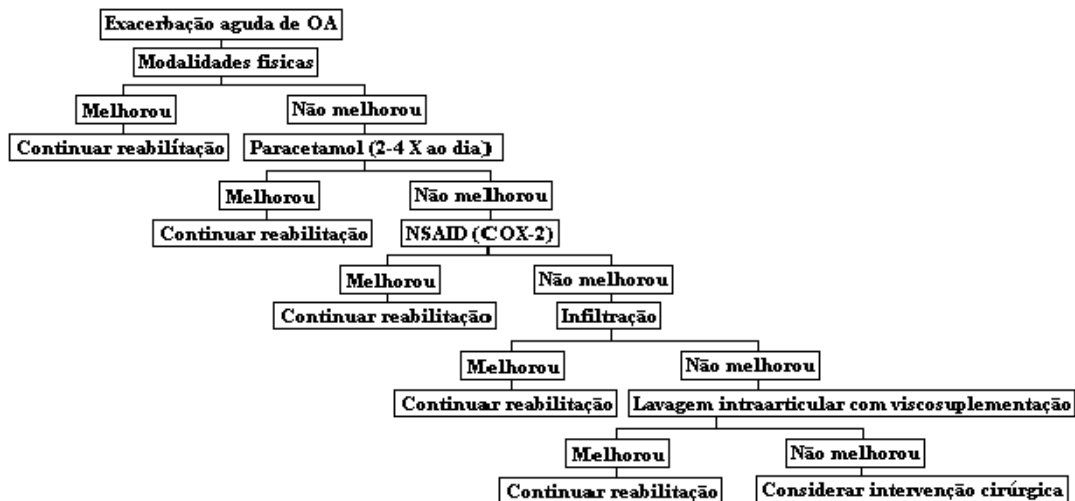 Exacerbação aguda de OA
Modalidades fisicas
Melhorou
Não melhorou
Continuar reabilítação
Paracetamol (2-4 X ao dia)
Melhorou
Não melhorou
Continuar reabilitação
NSAID (COX-2)
Melhorou
Não melhorou
Continuar reabilitação
Infiltração
Melhorou
Não melhorou
Continuar reabilitação
Lavagem intraarticular com viscosuplementação
Melhorou
Não melhorou
Continuar reabilitação
Considerar intervenção cirúrgica